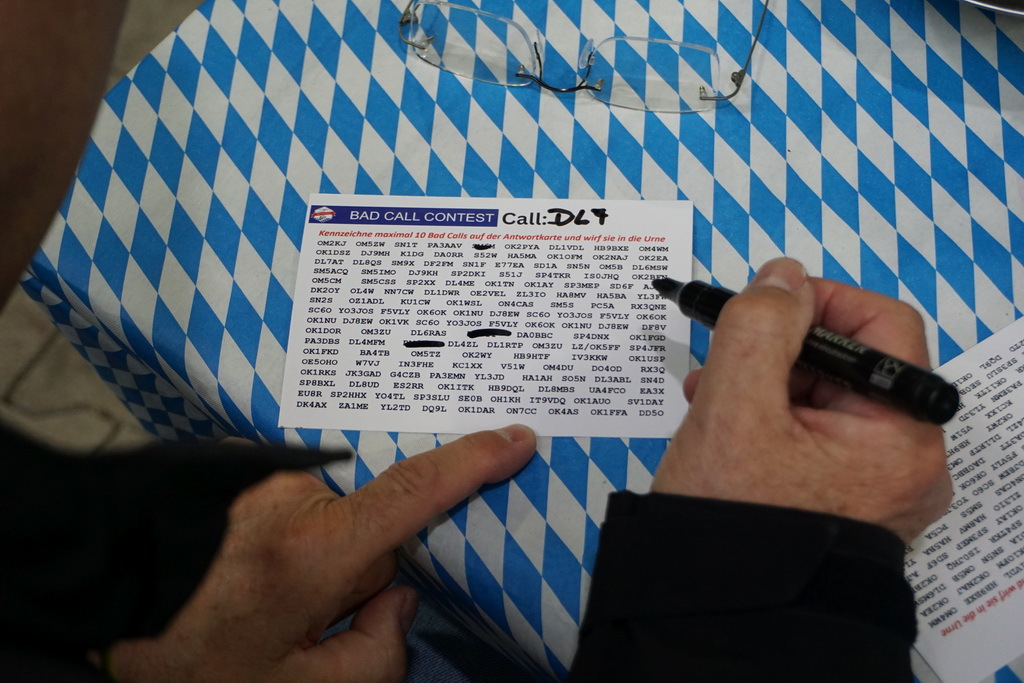 BAD CALL CONTEST Call: DL7
Kennzeichne maximal 10 Bad Calls auf der Antwortkarte und wirf sie in die Urne
OM2KJ OM5ZW SN1T PA3AAV OK2PYA DL1VDL HB9BXE OM4WM
OK1DSZ DJ9MH K1DG DA0RR S52W HA5MA OK1OFM OK2NAJ OK2EA
DL7AT DL8QS SM9X DF2FM SN1F E77EA SD1A SN5N OM5B DL6MSW
SM5ACQ SM5IMO DJ9KH SP2DKI S51J SP4TKR IS0JHQ OK2BFN
OM5CM SM5CSS SP2XX DL4ME OK1TN OK1AY SP3MEP SD6F
DK2OY OL4W NN7CW DL1DWR OE2VEL ZL3IO HA8MV HA5BA
SN2S OZ1ADL KU1CW OK1WSL ON4CAS SM5S PC5A RX3QNE
SC6O YO3JOS F5VLY OK6OK OK1NU DJ8EW SC6O YO3JOS F5VLY OK6OK
OK1NU DJ8EW OK1VK SC6O YO3JOS F5VLY OK6OK OK1NU DJ8EW DF8V
OK1DOR OM3ZU DL6RAS DA0BBC SP4DNX OK1FGD
PA3DBS DL4MFM DL4ZL DL1RTP OM3ZU LZ/OK5FF SP4JFR
OK1FKD BA4TB OM5TZ OK2WY HB9HTF IV3KKW OK1USP
OE5OHO W7VJ IN3FHE KC1XX V51W OM4DU DO4OD RX3Q
OK1RKS JK3GAD G4CZB PA3EMN YL3JD HA1AH SO5N DL3ABL SN4D
SP8BXL DL8UD ES2RR OK1ITK HB9DQL DL8MBS UA4FCO EA3X
EU8R SP2HHX YO4TL SP3SLU SE0B OH1KH IT9VDQ OK1AUO SV1DAY
DK4AX ZA1ME YL2TD DQ9L OK1DAR ON7CC OK4AS OK1FFA DD5O